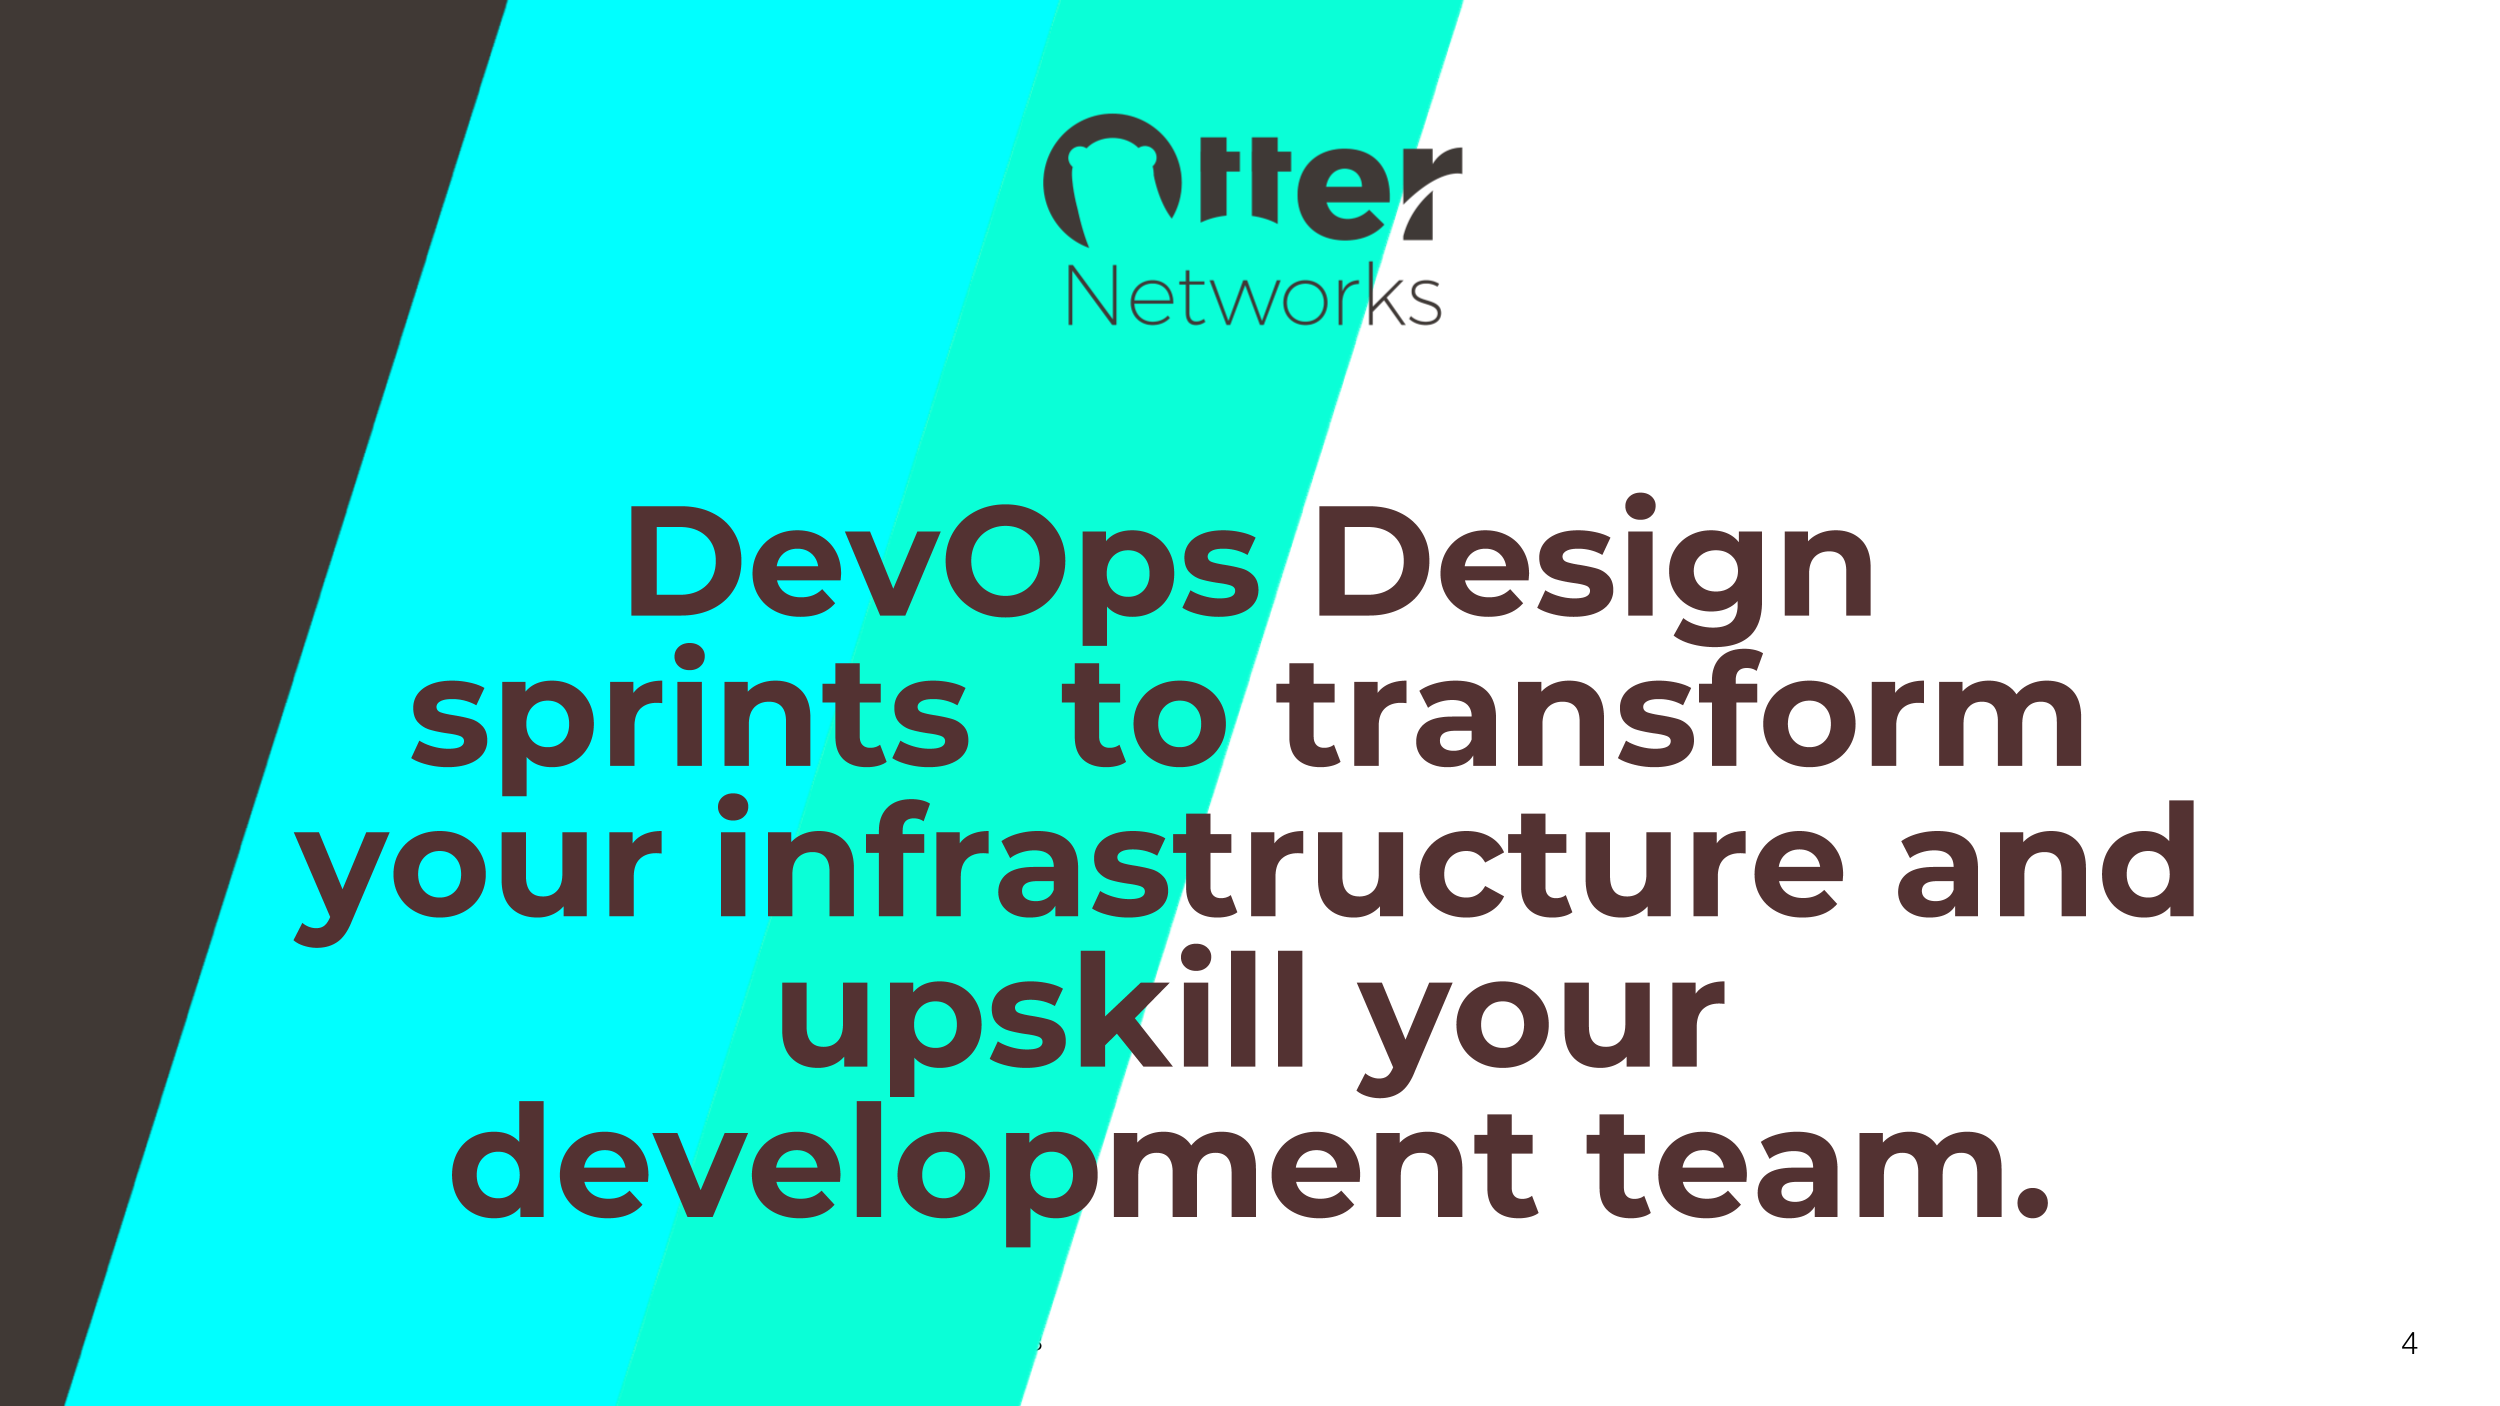 Otter
Networks
DevOps Design
sprints to transform
your infrastructure and
upskill your
development team.
4